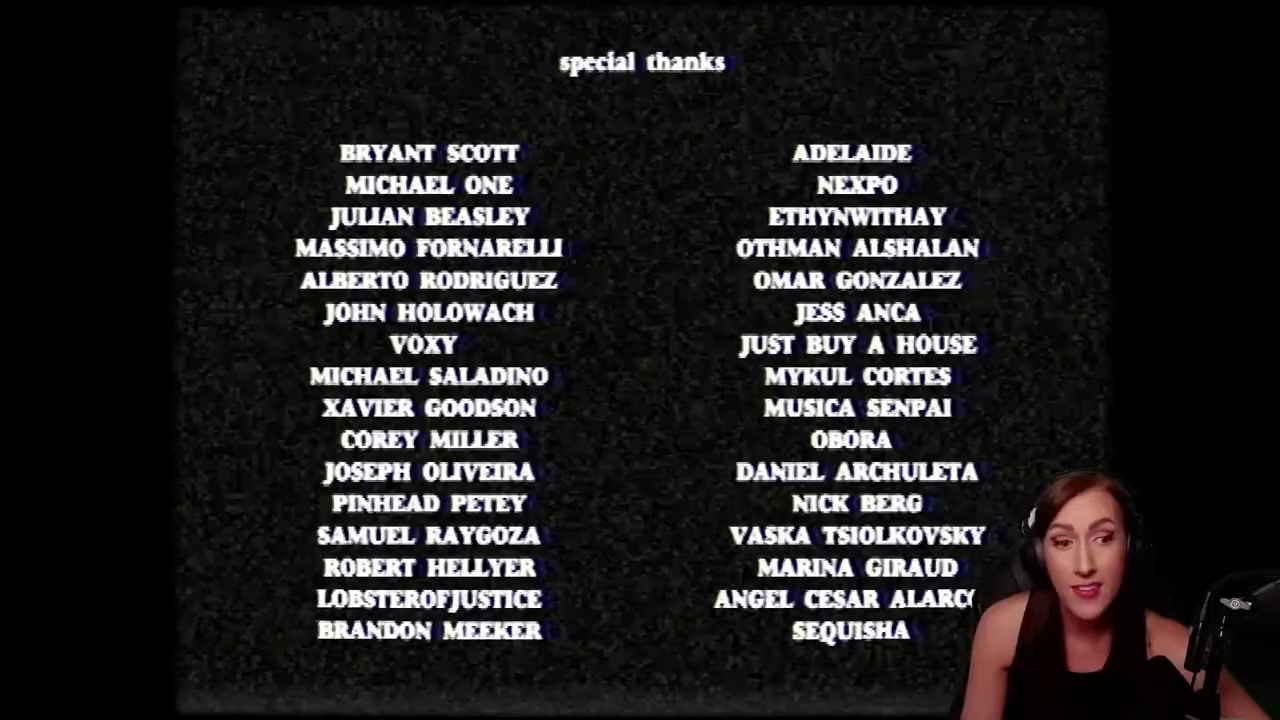 special thanks
BRYANT SCOTT
MICHAEL ONE
JULIAN BEASLEY
MASSIMO FORNARELLI
ALBERTO RODRIGUEZ
JOHN HOLOWACH
VOXY
MICHAEL SALADINO
XAVIER GOODSON
COREY MILLER
JOSEPH OLIVEIRA
PINHEAD PETEY
SAMUEL RAYGOZA
ROBERT HELLYER
LOBSTEROFJUSTICE
BRANDON MEEKER
ADELAIDE
NEXPO
ETHYNWITHAY
OTHMAN ALSHALAN
OMAR GONZALEZ
JESS ANCA
JUST BUY A HOUSE
MYKUL CORTES
MUSICA SENPAI
OBORA
DANIEL ARCHULETA
NICK BERG
VASKA TSIOLKOVSKY
MARINA GIRAUD
ANGEL CESAR
SEQUISHA